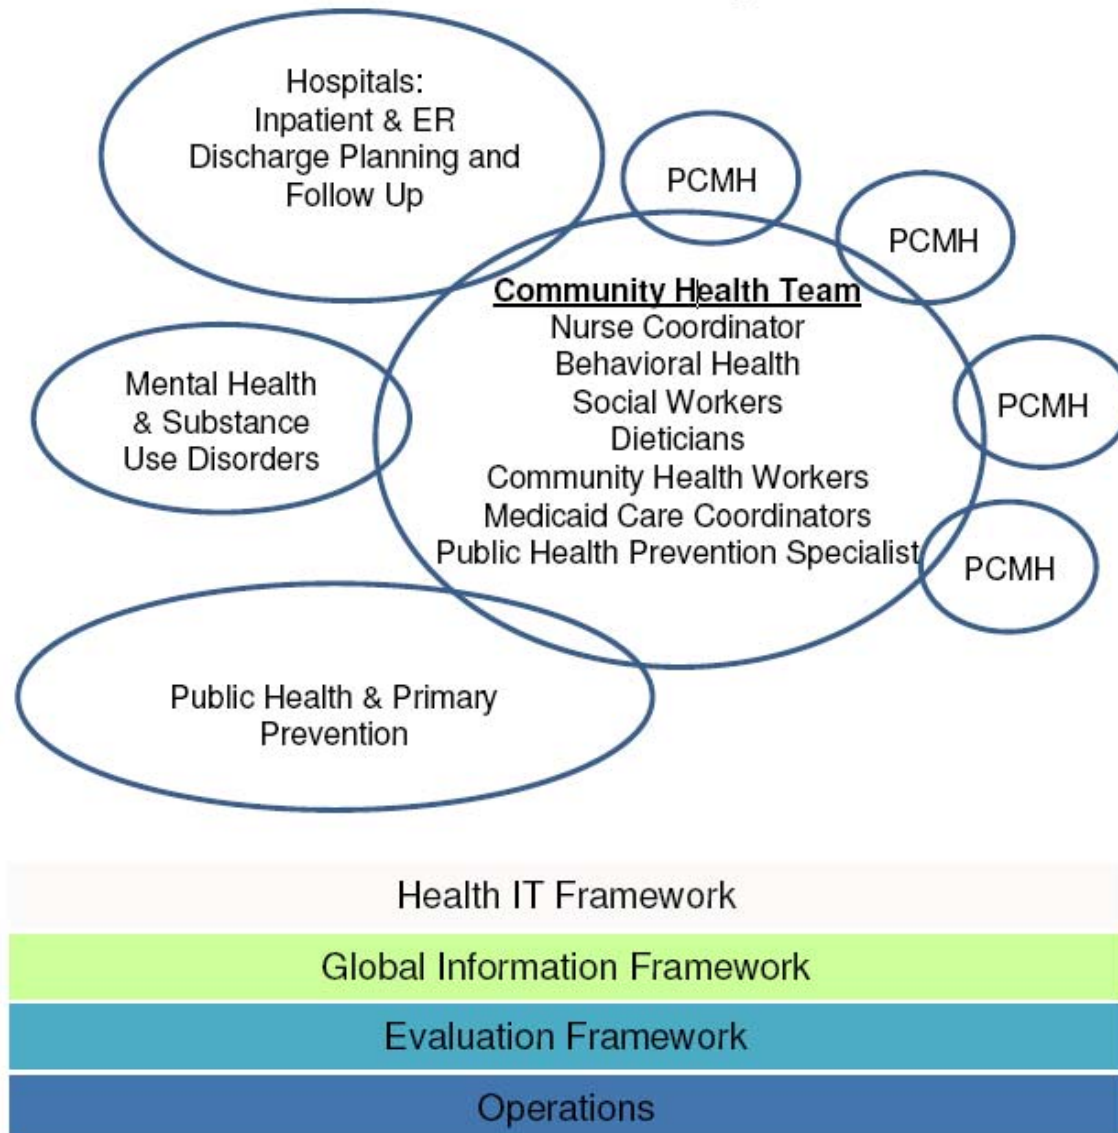 Hospitals:
Inpatient & ER
Discharge Planning and
Follow Up
PCMH
PCMH
PCMH
PCMH
Community Health Team
Nurse Coordinator
Behavioral Health
Social Workers
Dieticians
Community Health Workers
Medicaid Care Coordinators
Public Health Prevention Specialist
Mental Health
& Substance
Use Disorders
Public Health & Primary
Prevention
Health IT Framework
Global Information Framework
Evaluation Framework
Operations